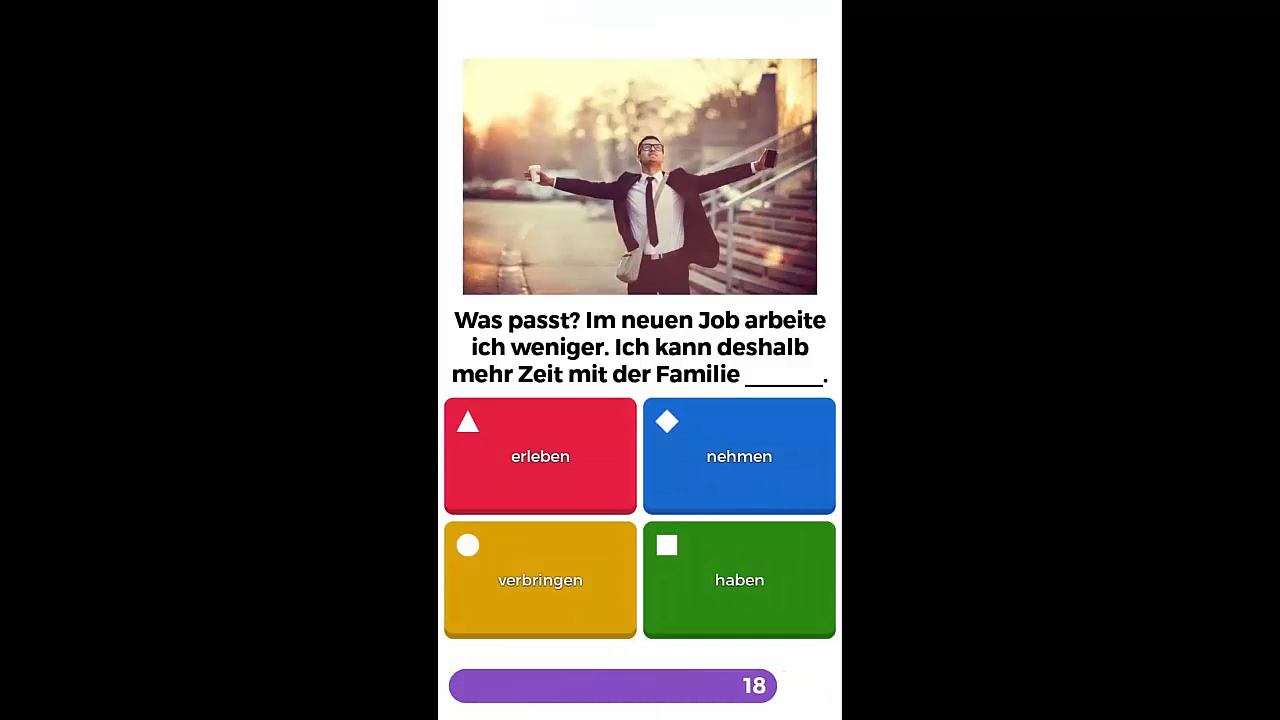 Was passt? Im neuen Job arbeite
ich weniger. Ich kann deshalb
mehr Zeit mit der Familie ______.
erleben
nehmen
verbringen
haben
18